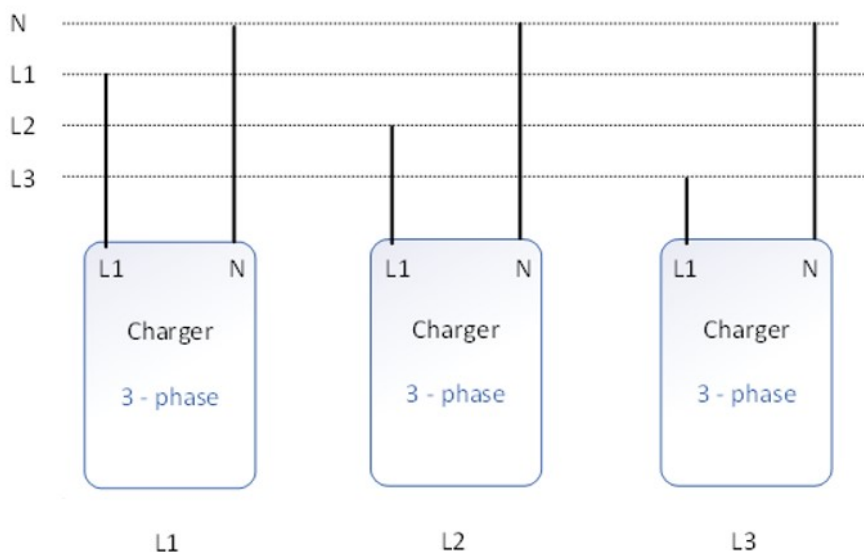 N
L1
L2
L3
L1 N
Charger
3 - phase
L1
L1 N
Charger
3 - phase
L2
L1 N
Charger
3 - phase
L3